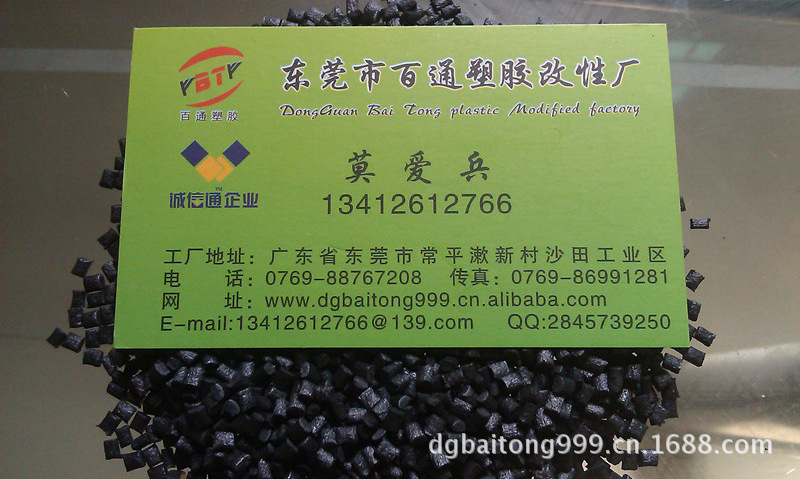 YBTY
百通塑胶
东莞市百通塑胶改性厂
DongGuan Bai Tong plastic Modified factory
TM
诚信通企业
莫爱兵
13412612766
工厂地址：广东省东莞市常平漱新村沙田工业区
电 话：0769-88767208 传真：0769-86991281
网 址：www.dgbaitong999.cn.alibaba.com
E-mail:13412612766@139.com QQ:2845739250
dgbaitong999.cn.1688.com